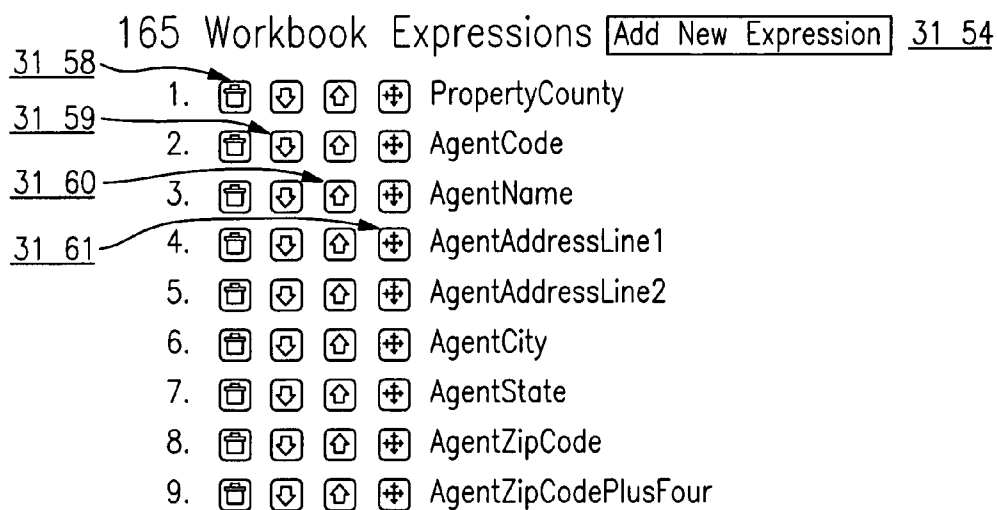 165 Workbook Expressions Add New Expression 31 54
31 58
1. PropertyCounty
31 59
2. AgentCode
31 60
3. AgentName
31 61
4. AgentAddressLine1
5. AgentAddressLine2
6. AgentCity
7. AgentState
8. AgentZipCode
9. AgentZipCodePlusFour